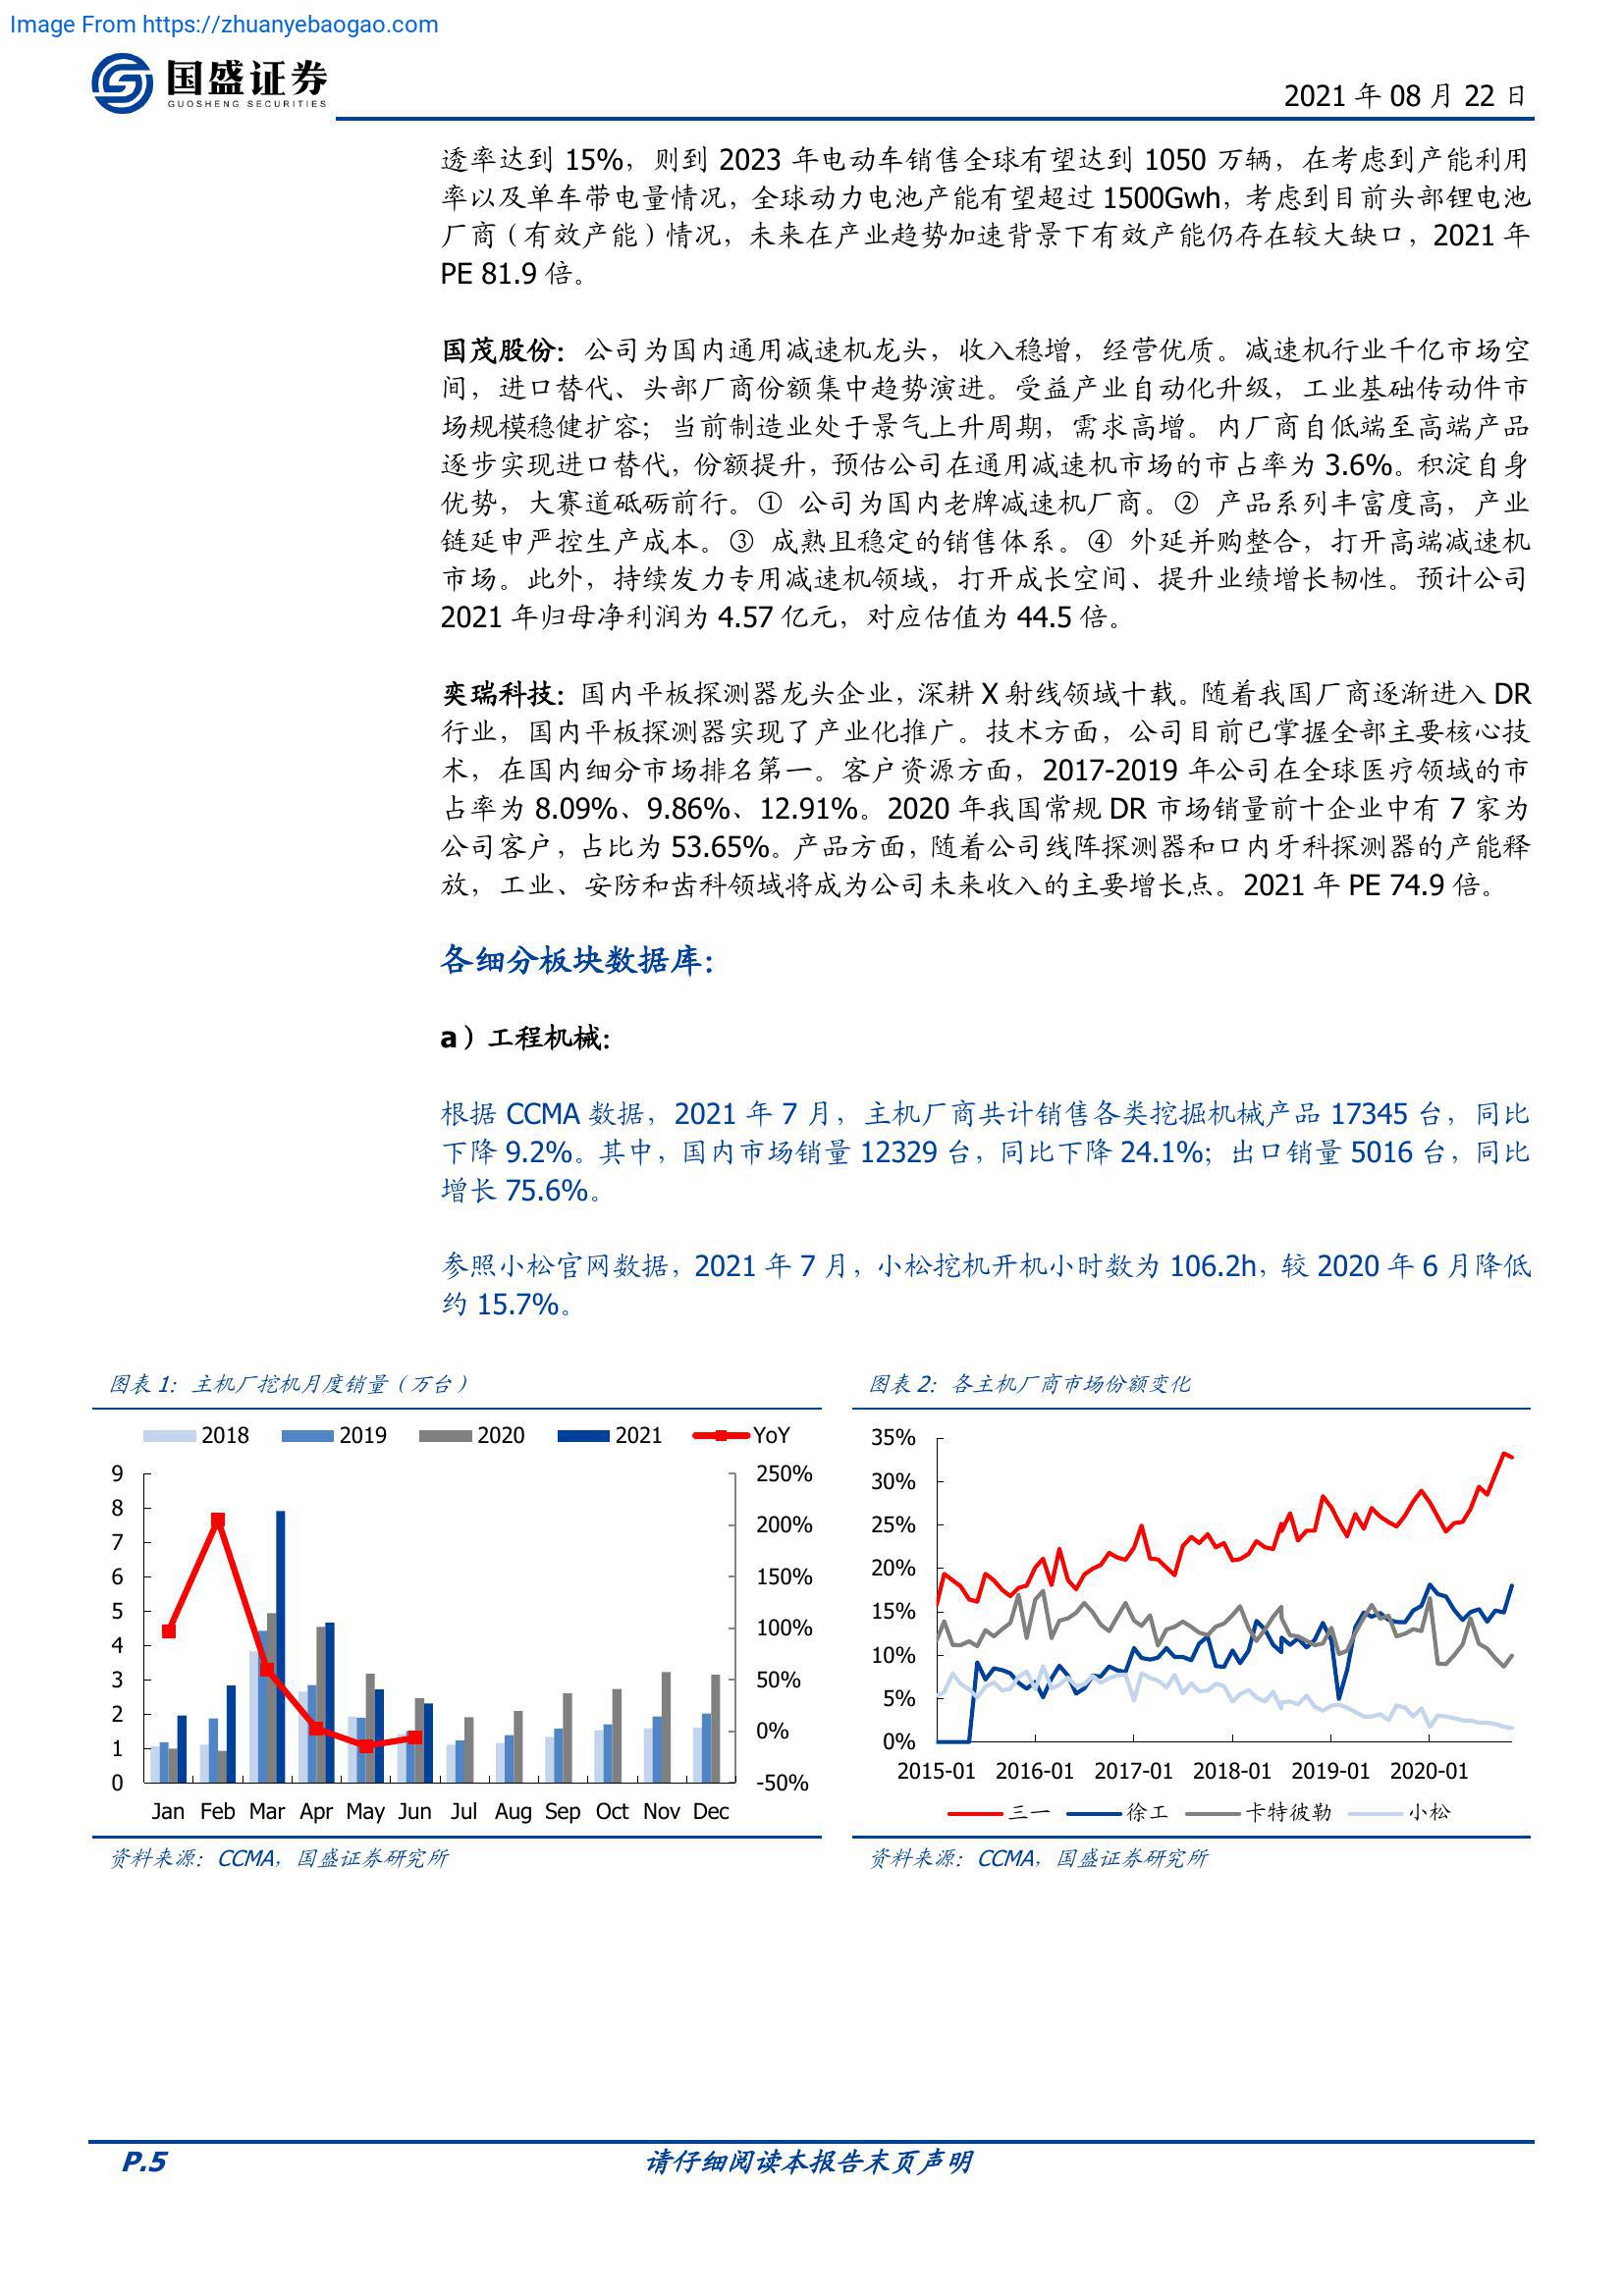 Image From https://zhuanyebaogao.com
国盛证券
GUOSHENG SECURITIES
2021 年 08 月 22 日
透率达到 15%，则到 2023 年电动车销售全球有望达到 1050 万辆，在考虑到产能利用
率以及单车带电量情况，全球动力电池产能有望超过 1500Gwh，考虑到目前头部锂电池
厂商（有效产能）情况，未来在产业趋势加速背景下有效产能仍存在较大缺口，2021 年
PE 81.9 倍。
国茂股份：公司为国内通用减速机龙头，收入稳增，经营优质。减速机行业千亿市场空
间，进口替代、头部厂商份额集中趋势演进。受益产业自动化升级，工业基础传动件市
场规模稳健扩容；当前制造业处于景气上升周期，需求高增。内厂商自低端至高端产品
逐步实现进口替代，份额提升，预估公司在通用减速机市场的市占率为 3.6%。积淀自身
优势，大赛道砥砺前行。① 公司为国内老牌减速机厂商。② 产品系列丰富度高，产业
链延申严控生产成本。③ 成熟且稳定的销售体系。④ 外延并购整合，打开高端减速机
市场。此外，持续发力专用减速机领域，打开成长空间、提升业绩增长韧性。预计公司
2021 年归母净利润为 4.57 亿元，对应估值为 44.5 倍。
奕瑞科技：国内平板探测器龙头企业，深耕 X 射线领域十载。随着我国厂商逐渐进入 DR
行业，国内平板探测器实现了产业化推广。技术方面，公司目前已掌握全部主要核心技
术，在国内细分市场排名第一。客户资源方面，2017-2019 年公司在全球医疗领域的市
占率为 8.09%、9.86%、12.91%。2020 年我国常规 DR 市场销量前十企业中有 7 家为
公司客户，占比为 53.65%。产品方面，随着公司线阵探测器和口内牙科探测器的产能释
放，工业、安防和齿科领域将成为公司未来收入的主要增长点。2021 年 PE 74.9 倍。
各细分板块数据库：
a）工程机械：
根据 CCMA 数据，2021 年 7 月，主机厂商共计销售各类挖掘机械产品 17345 台，同比
下降 9.2%。其中，国内市场销量 12329 台，同比下降 24.1%；出口销量 5016 台，同比
增长 75.6%。
参照小松官网数据，2021 年 7 月，小松挖机开机小时数为 106.2h，较 2020 年 6 月降低
约 15.7%。
图表 1：主机厂挖机月度销量（万台）
2018 2019 2020 2021 YoY
9 250%
8
200%
7
6 150%
5
100%
4
3 50%
2
0%
1
0 -50%
Jan Feb Mar Apr May Jun Jul Aug Sep Oct Nov Dec
资料来源：CCMA，国盛证券研究所
图表 2：各主机厂商市场份额变化
35%
30%
25%
20%
15%
10%
5%
0%
2015-01 2016-01 2017-01 2018-01 2019-01 2020-01
三一 徐工 卡特彼勒 小松
资料来源：CCMA，国盛证券研究所
P.5 请仔细阅读本报告末页声明